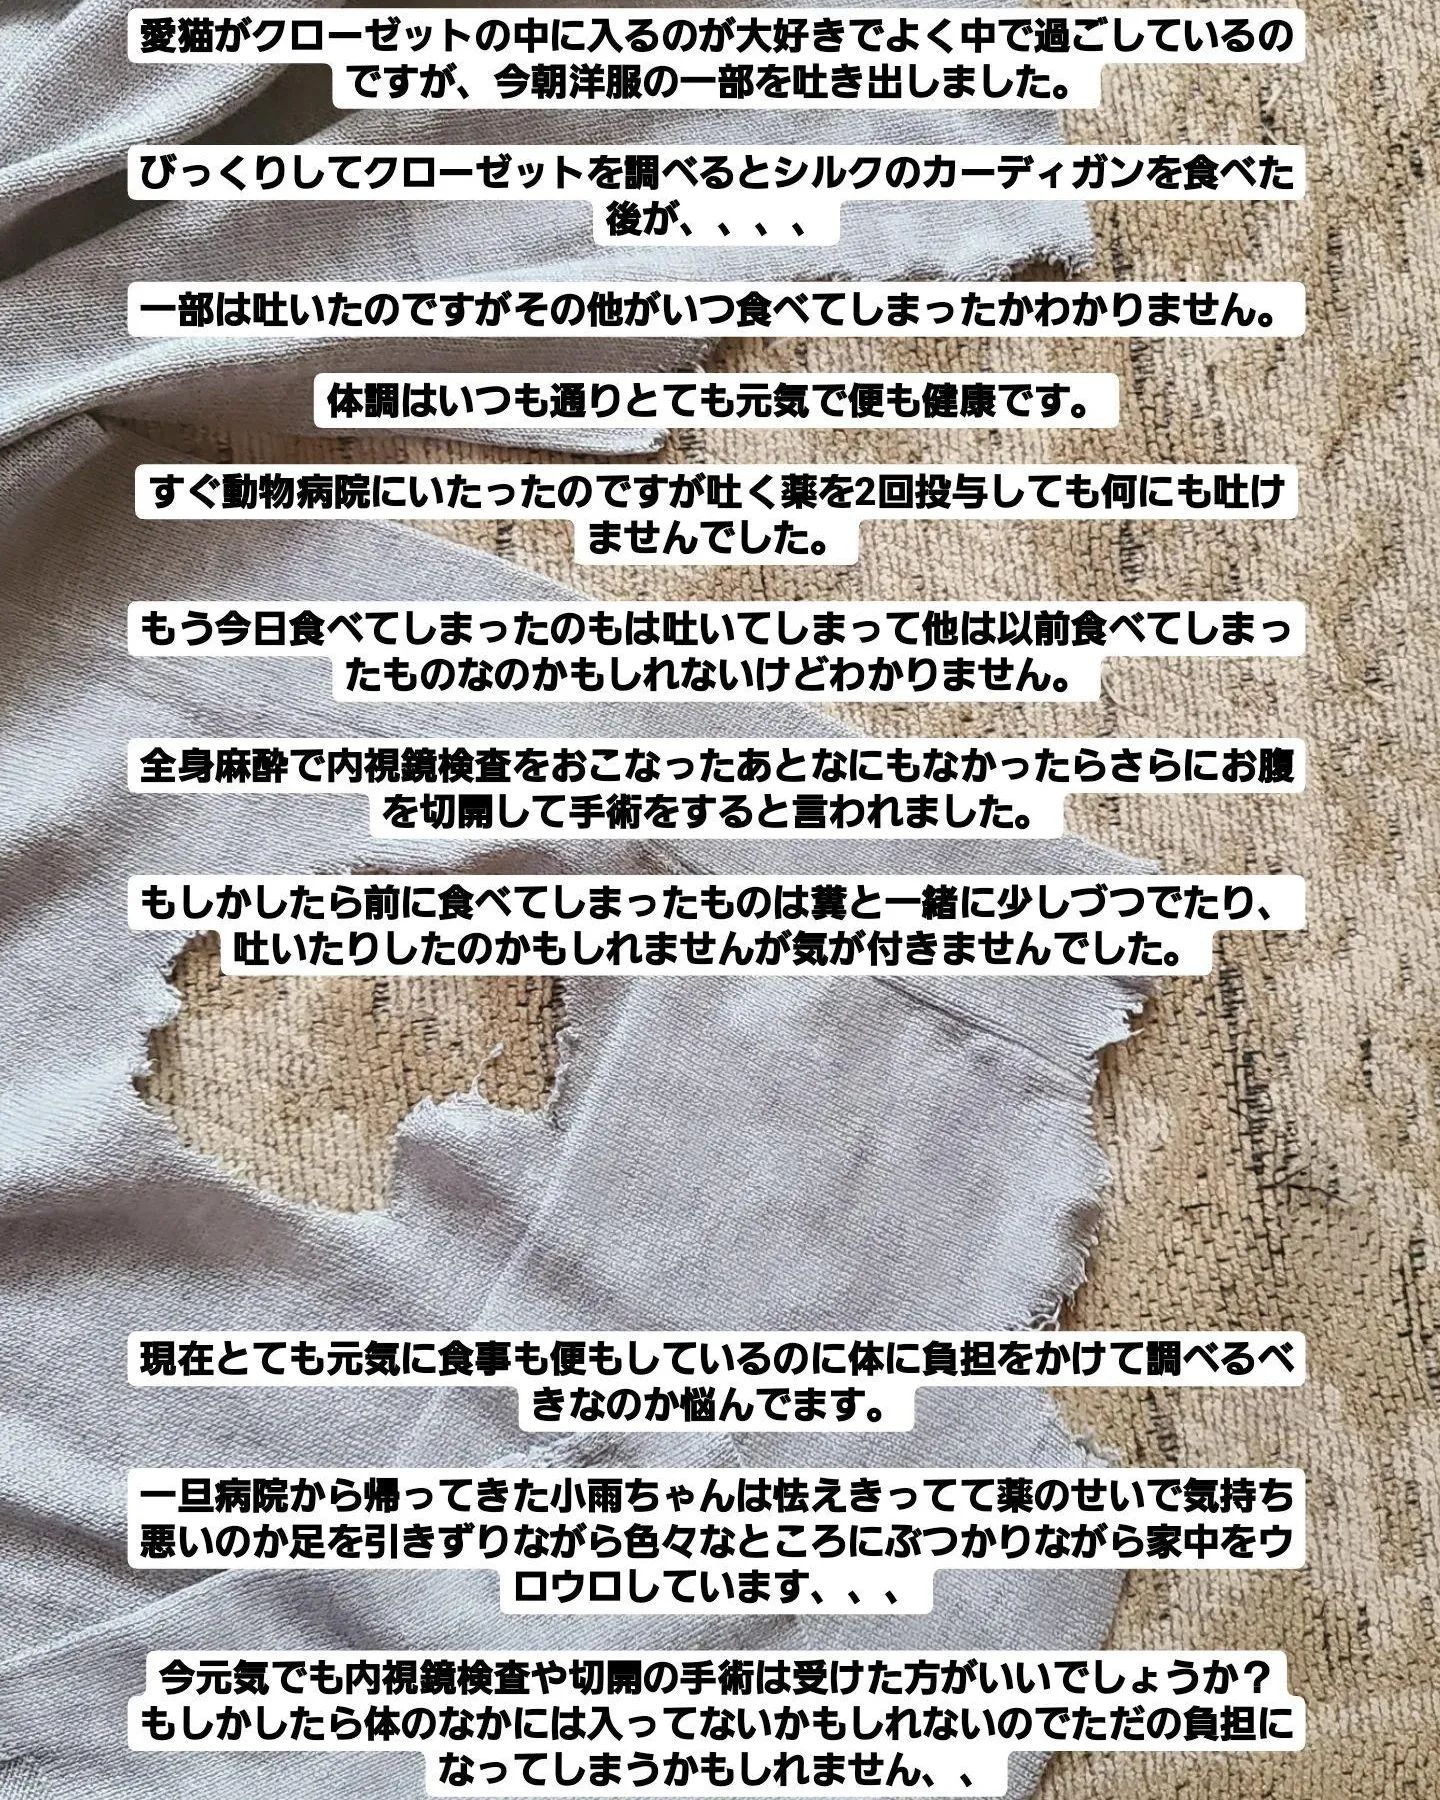 愛猫がクローゼットの中に入るのが大好きでよく中で過ごしているの
ですが、今朝洋服の一部を吐き出しました。
びっくりしてクローゼットを調べるとシルクのカーディガンを食べた
後が、、、、
一部は吐いたのですがその他がいつ食べてしまったかわかりません。
体調はいつも通りとても元気で便も健康です。
すぐ動物病院にいたったのですが吐く薬を2回投与しても何にも吐け
ませんでした。
もう今日食べてしまったのもは吐いてしまって他は以前食べてしまっ
たものなのかもしれないけどわかりません。
全身麻酔で内視鏡検査をおこなったあとなにもなかったらさらにお腹
を切開して手術をすると言われました。
もしかしたら前に食べてしまったものは糞と一緒に少しづつでたり、
吐いたりしたのかもしれませんが気が付きませんでした。
現在とても元気に食事も便もしているのに体に負担をかけて調べるべ
きなのか悩んでます。
一旦病院から帰ってきた小雨ちゃんは怯えきってて薬のせいで気持ち
悪いのか足を引きずりながら色々なところにぶつかりながら家中をウ
ロウロしています、、、
今元気でも内視鏡検査や切開の手術は受けた方がいいでしょうか？
もしかしたら体のなかには入ってないかもしれないのでただの負担に
なってしまうかもしれません、、